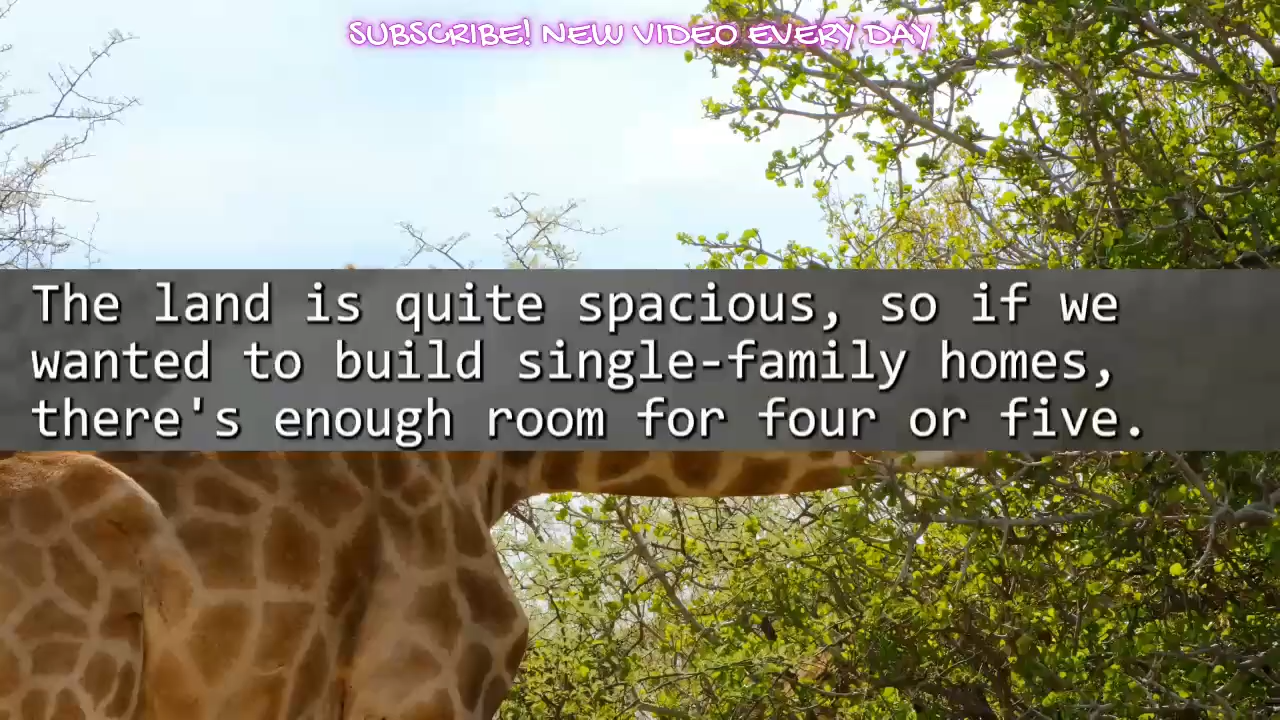 SUBSCRIBE! NEW VIDEO EVERY DAY
The land is quite spacious, so if we
wanted to build single-family homes,
there's enough room for four or five.